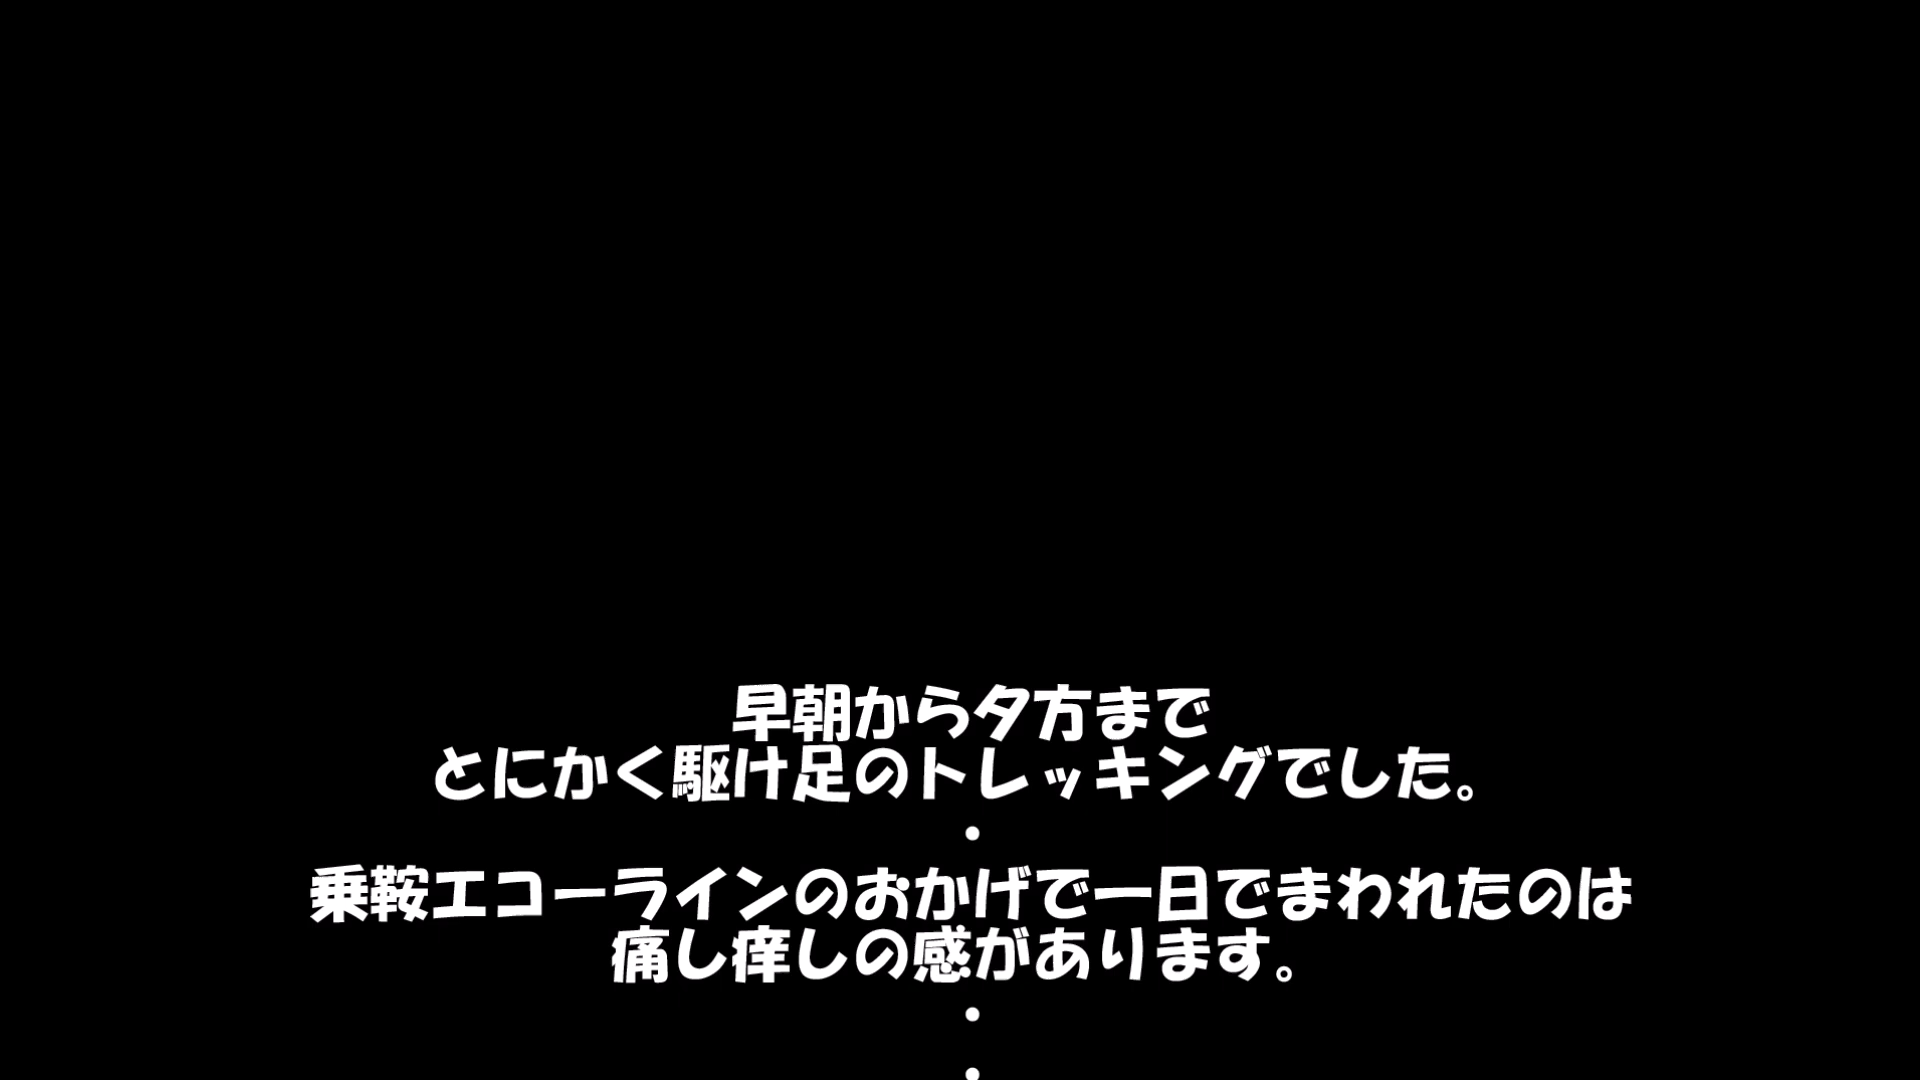 早朝から夕方まで
とにかく駆け足のトレッキングでした。
・
乗鞍エコーラインのおかげで一日でまわれたのは
痛し痒しの感があります。
・
・